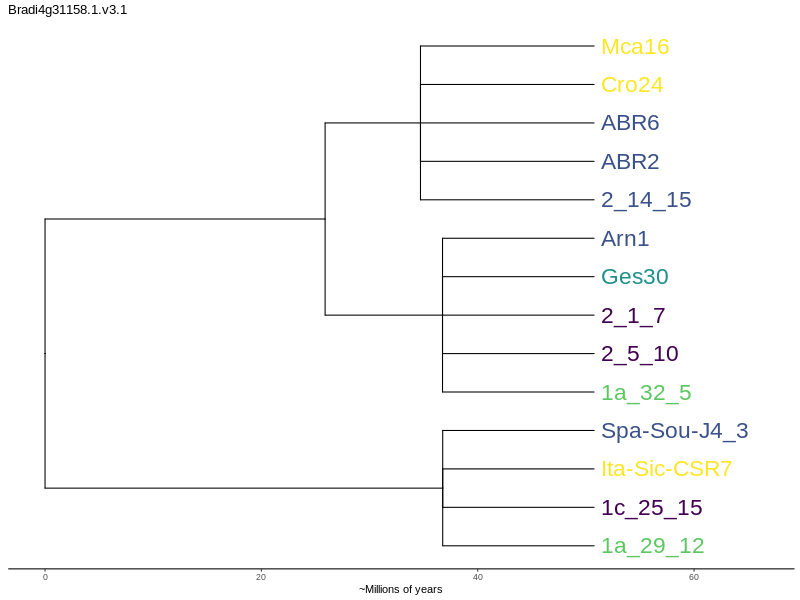 Bradi4g31158.1.v3.1
Mca16
Cro24
ABR6
ABR2
2_14_15
Arn1
Ges30
2_1_7
2_5_10
1a_32_5
Spa-Sou-J4_3
Ita-Sic-CSR7
1c_25_15
1a_29_12
0 20 40 60
~Millions of years